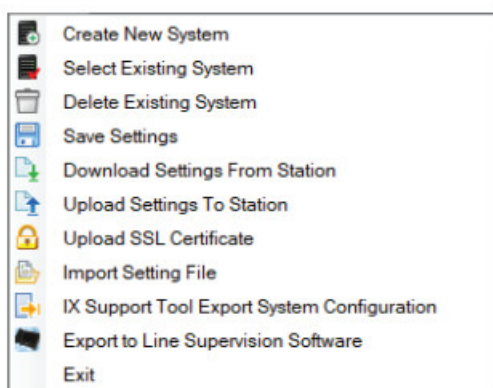 Create New System
Select Existing System
Delete Existing System
Save Settings
Download Settings From Station
Upload Settings To Station
Upload SSL Certificate
Import Setting File
IX Support Tool Export System Configuration
Export to Line Supervision Software
Exit